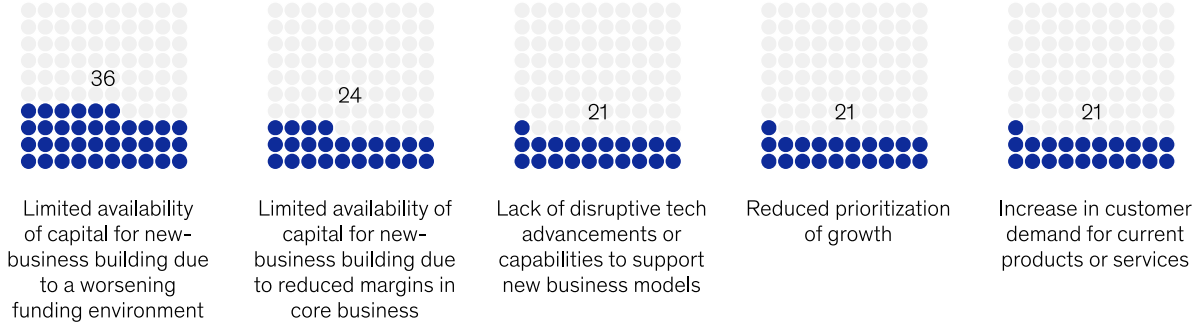 36
Limited availability
of capital for new-
business building due
to a worsening
funding environment
24
Limited availability of
capital for new-
business building due
to reduced margins in
core business
21
Lack of disruptive tech
advancements or
capabilities to support
new business models
21
Reduced prioritization
of growth
21
Increase in customer
demand for current
products or services